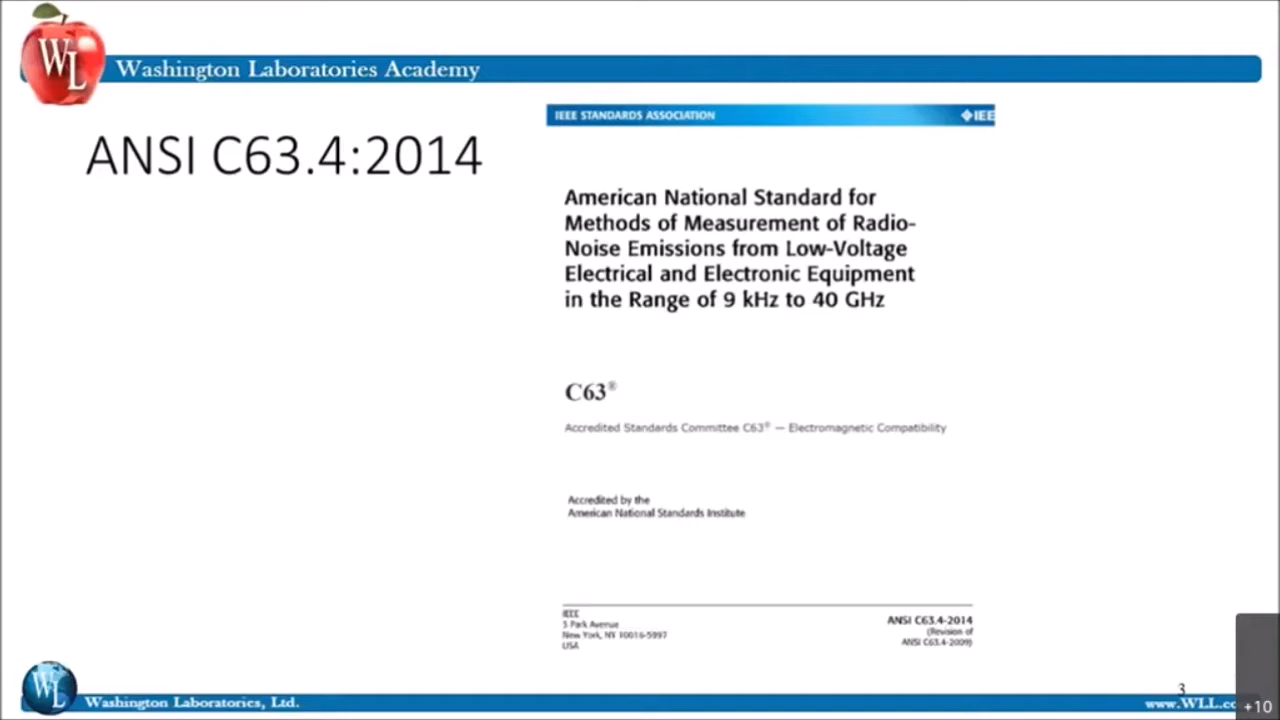 WL
Washington Laboratories Academy
ANSI C63.4:2014
IEEE STANDARDS ASSOCIATION
IEE
American National Standard for
Methods of Measurement of Radio-
Noise Emissions from Low-Voltage
Electrical and Electronic Equipment
in the Range of 9 kHz to 40 GHz
C63®
Accredited Standards Committee C63® — Electromagnetic Compatibility
Accredited by the
American National Standards Institute
IEEE
3 Park Avenue
New York, NY 10016-5997
USA
ANSI C63.4-2014
(Revision of
ANSI C63.4-2009)
WL
Washington Laboratories, Ltd.
3
www.WLL.co
+10